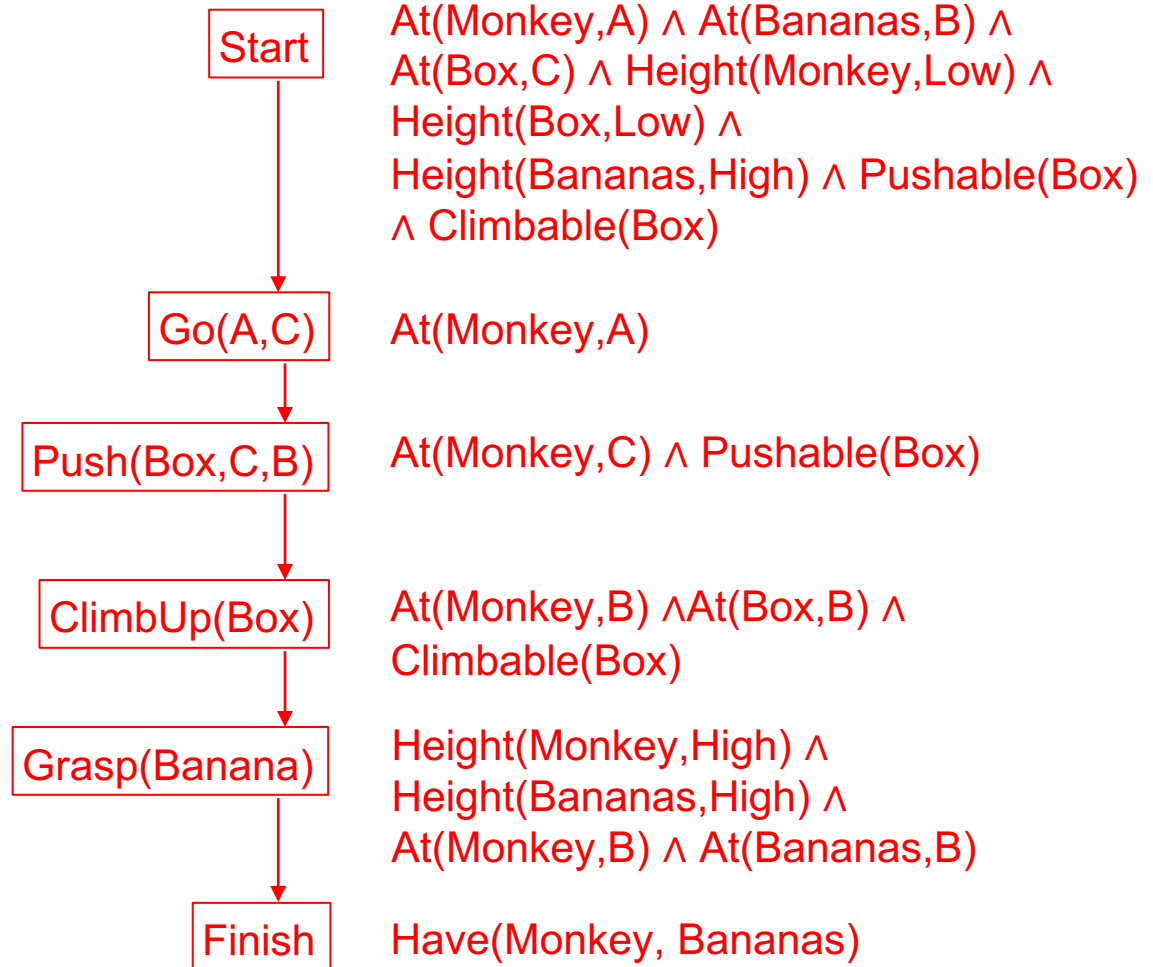 Start
At(Monkey,A) ∧ At(Bananas,B) ∧
At(Box,C) ∧ Height(Monkey,Low) ∧
Height(Box,Low) ∧
Height(Bananas,High) ∧ Pushable(Box)
∧ Climbable(Box)
Go(A,C)
At(Monkey,A)
Push(Box,C,B)
At(Monkey,C) ∧ Pushable(Box)
ClimbUp(Box)
At(Monkey,B) ∧At(Box,B) ∧
Climbable(Box)
Grasp(Banana)
Height(Monkey,High) ∧
Height(Bananas,High) ∧
At(Monkey,B) ∧ At(Bananas,B)
Finish
Have(Monkey, Bananas)